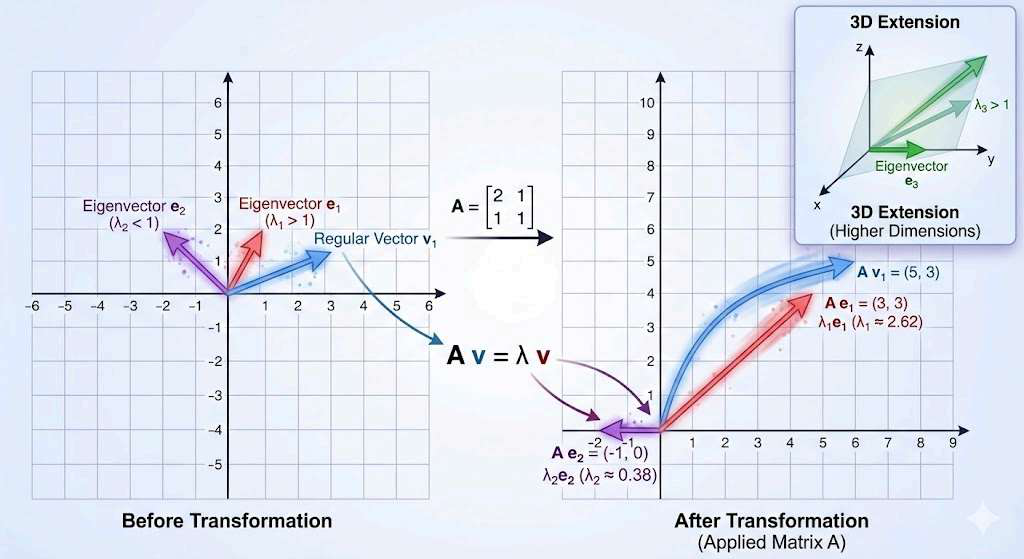 3D Extension
z
λ₃ > 1
y
Eigenvector
e₃
x
3D Extension
(Higher Dimensions)
6
5
4
3
2
1
-6 -5 -4 -3 -2 -1 1 2 3 4 5 6
-1
-2
-3
-4
-5
Eigenvector e₂
(λ₂ < 1)
Eigenvector e₁
(λ₁ > 1)
Regular Vector v₁
A = [2 1
1 1]
A v = λ v
10
9
8
7
6
5
4
3
2
1
-2 -1 1 2 3 4 5 6 7 8 9
A v₁ = (5, 3)
A e₁ = (3, 3)
λ₁e₁ (λ₁ ≈ 2.62)
A e₂ = (-1, 0)
λ₂e₂ (λ₂ ≈ 0.38)
Before Transformation
After Transformation
(Applied Matrix A)